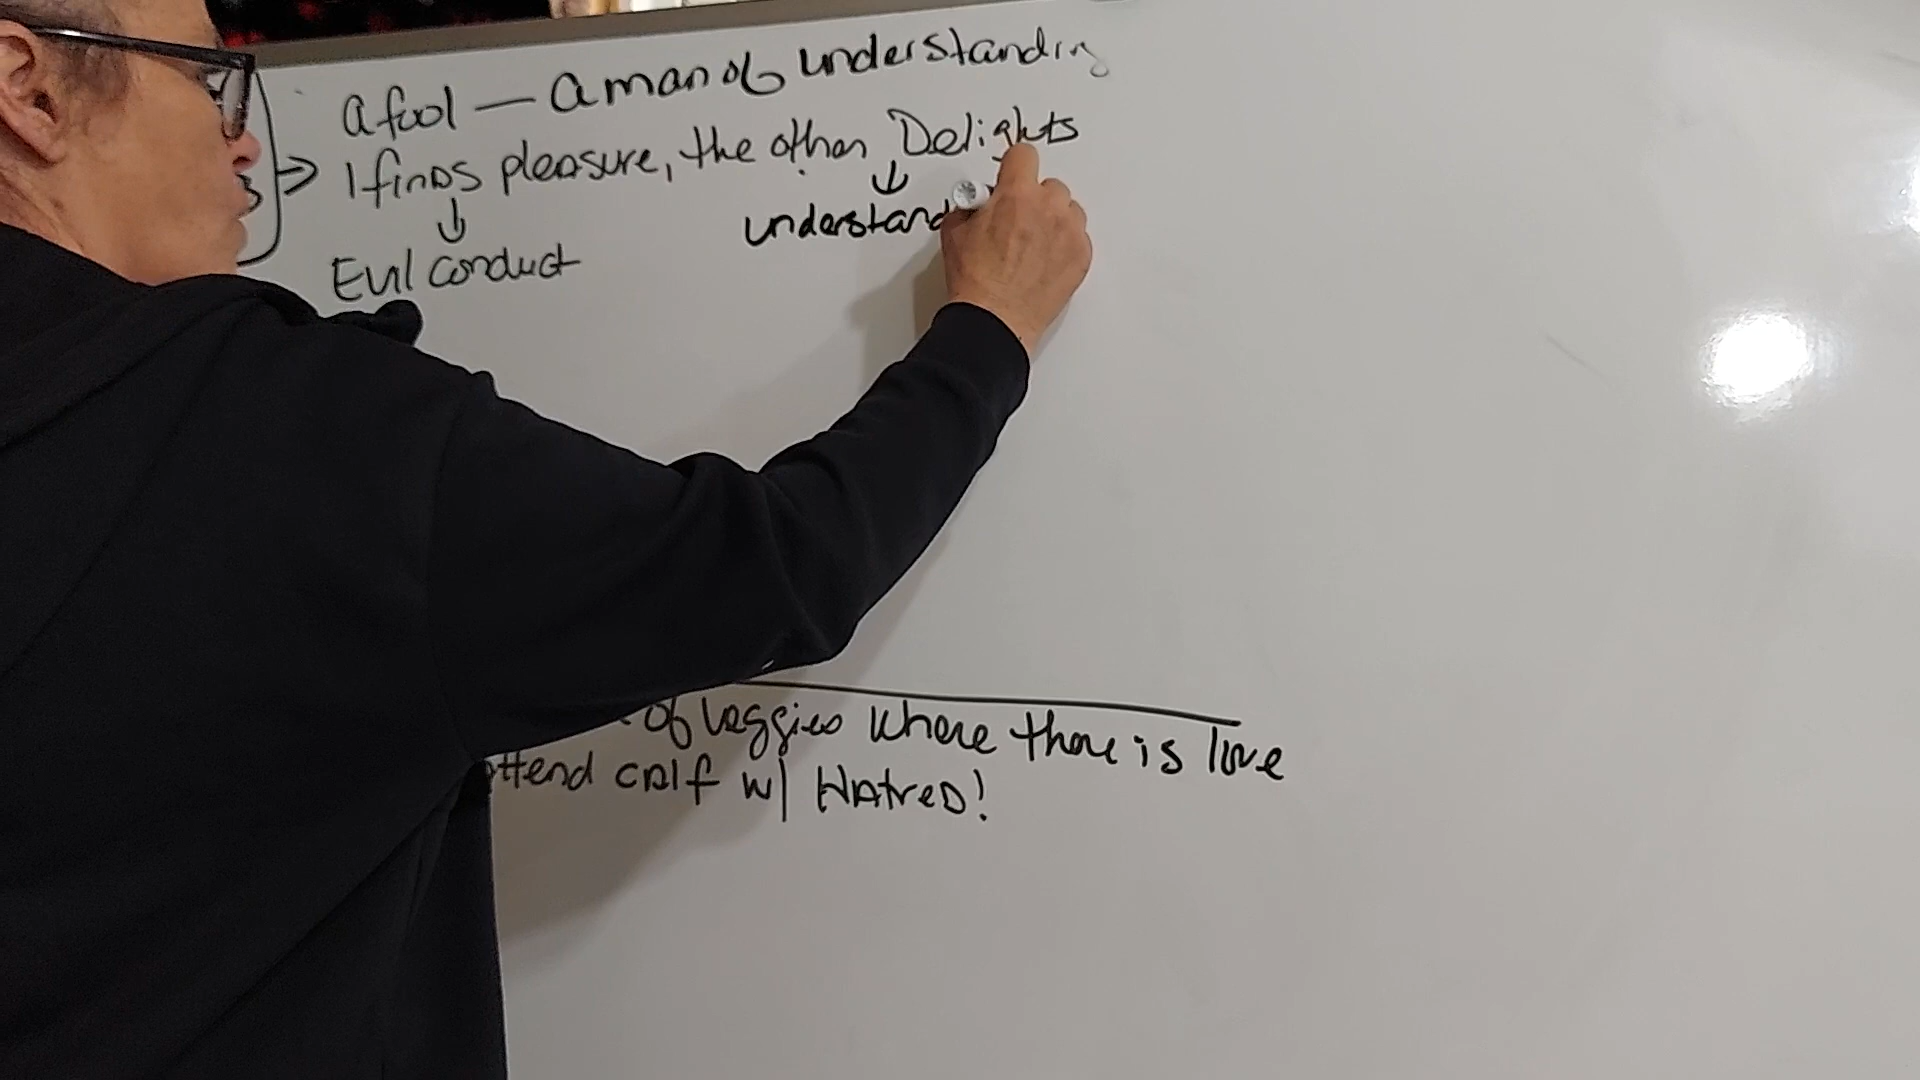 A fool — A man of understanding
1 finds pleasure, the other Delights
Evil conduct
understand
of veggies where there is love
attend calf w/ HAtreD!